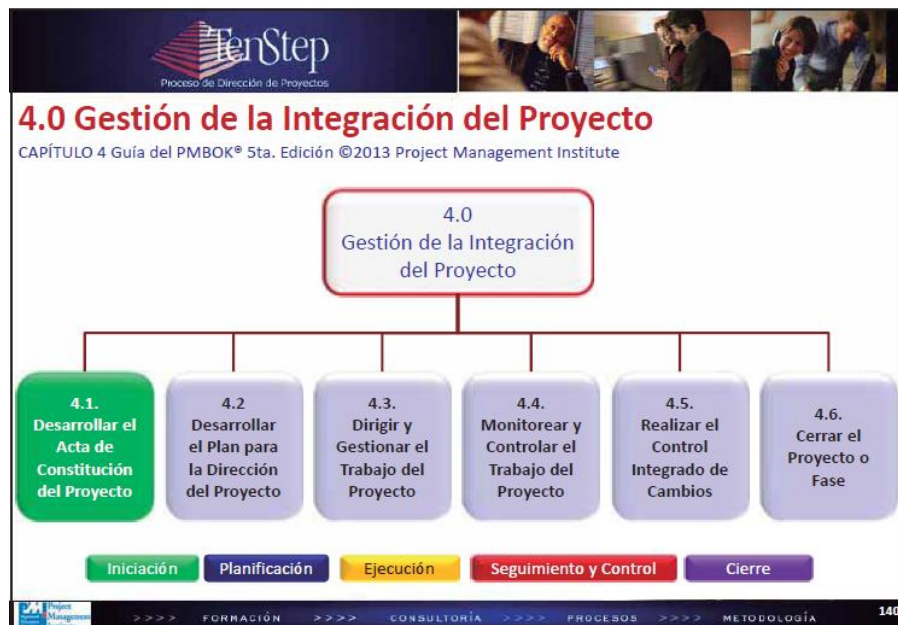 TenStep
Proceso de Dirección de Proyectos
4.0 Gestión de la Integración del Proyecto
CAPÍTULO 4 Guía del PMBOK® 5ta. Edición ©2013 Project Management Institute
4.0
Gestión de la Integración
del Proyecto
4.1.
Desarrollar el
Acta de
Constitución
del Proyecto
4.2
Desarrollar
el Plan para
la Dirección
del Proyecto
4.3.
Dirigir y
Gestionar el
Trabajo del
Proyecto
4.4.
Monitorear y
Controlar el
Trabajo del
Proyecto
4.5.
Realizar el
Control
Integrado de
Cambios
4.6.
Cerrar el
Proyecto o
Fase
Iniciación
Planificación
Ejecución
Seguimiento y Control
Cierre
Project
Management
>>>> FORMACIÓN >>>> CONSULTORÍA >>>> PROCESOS >>>> METODOLOGÍA
140